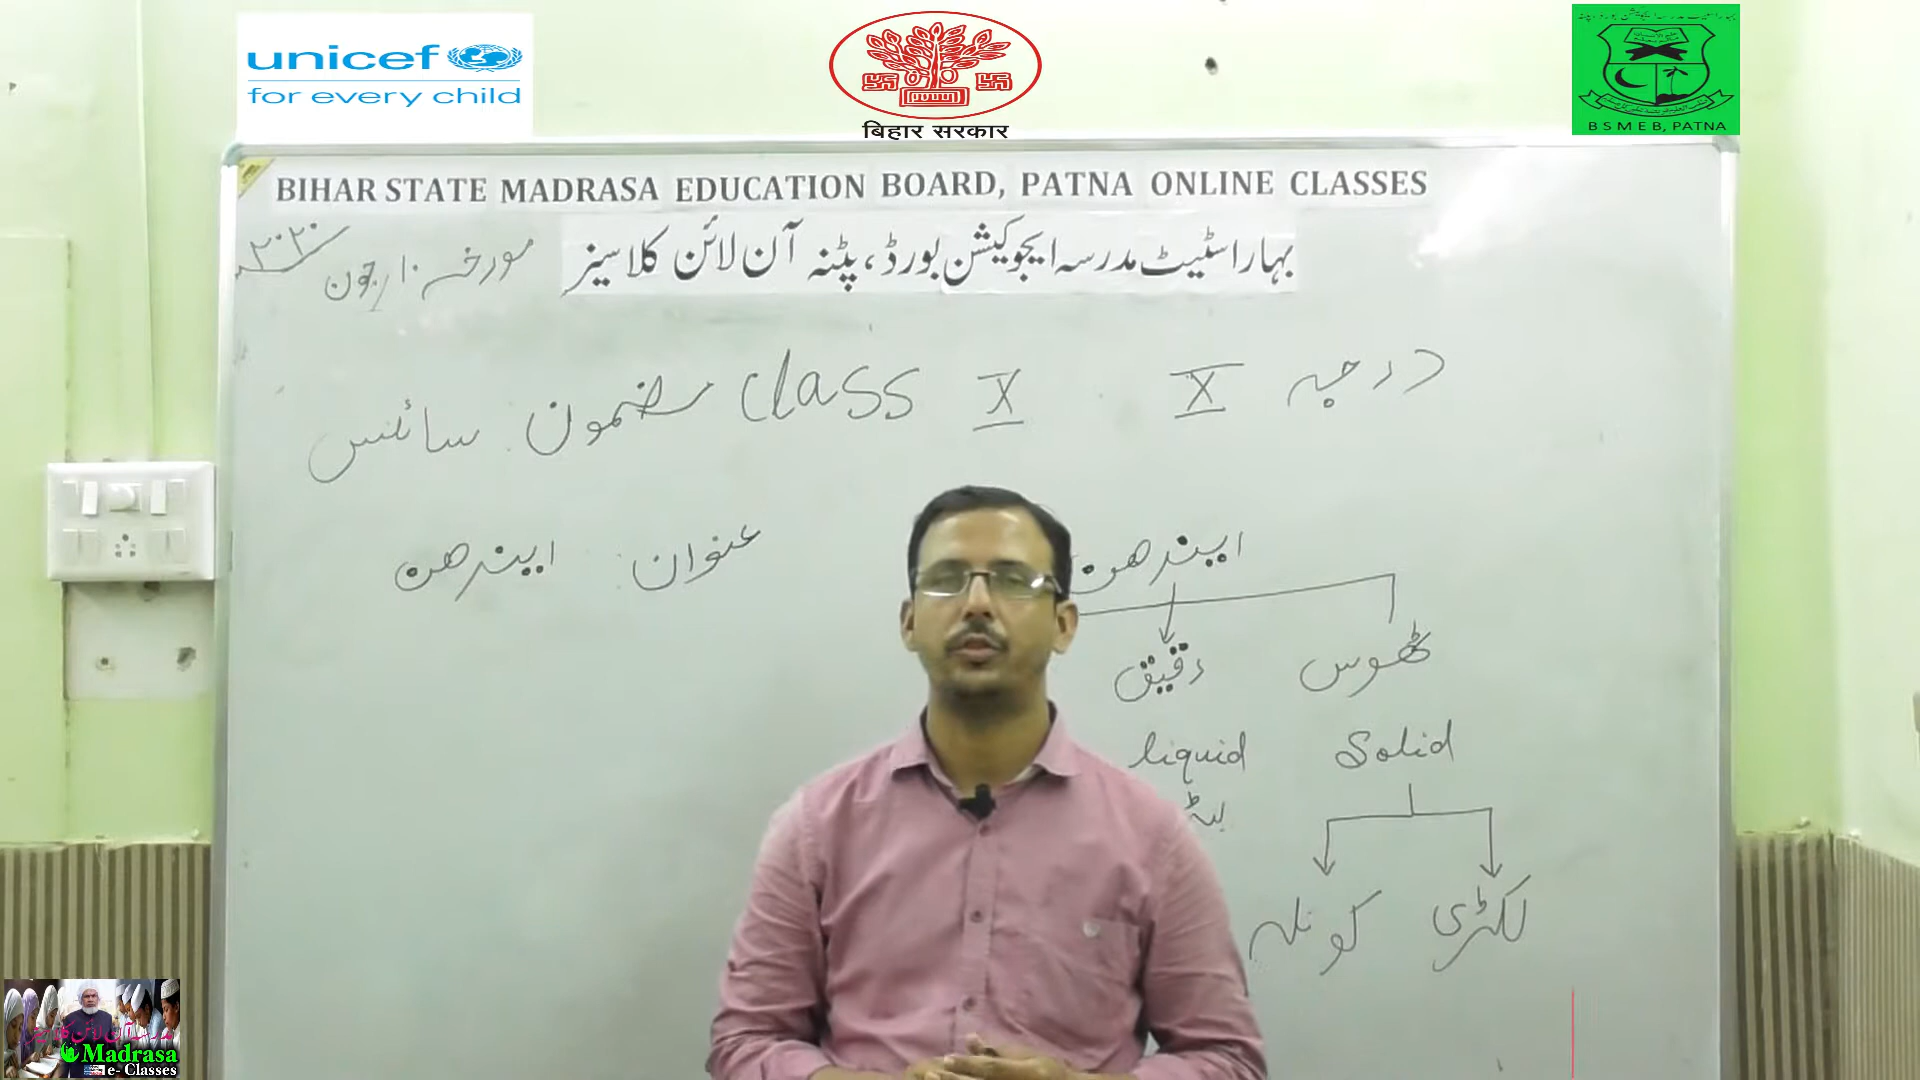 unicef
for every child
बिहार सरकार
B S M E B, PATNA
BIHAR STATE MADRASA EDUCATION BOARD, PATNA ONLINE CLASSES
بہار اسٹیٹ مدرسہ ایجوکیشن بورڈ، پٹنہ آن لائن کلاسیز
مورخہ ۱۰ جون ۲۰۲۰
درجہ X Class X مضمون سائنس
عنوان ایندھن
ایندھن
ٹھوس رقیق
Solid liquid
لکڑی کوئلہ
Madrasa
e- Classes